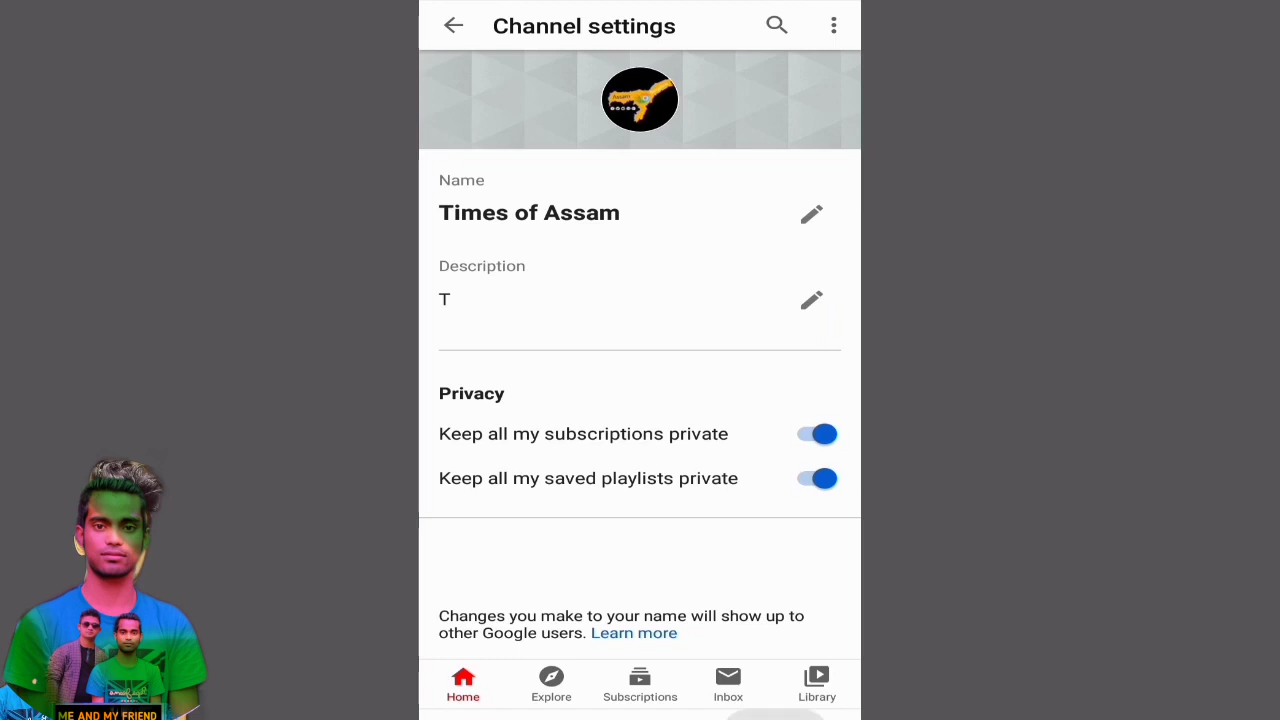 Channel settings
Assam
Name
Times of Assam
Description
T
Privacy
Keep all my subscriptions private
Keep all my saved playlists private
Changes you make to your name will show up to
other Google users. Learn more
Home
Explore
Subscriptions
Inbox
Library
ME AND MY FRIEND